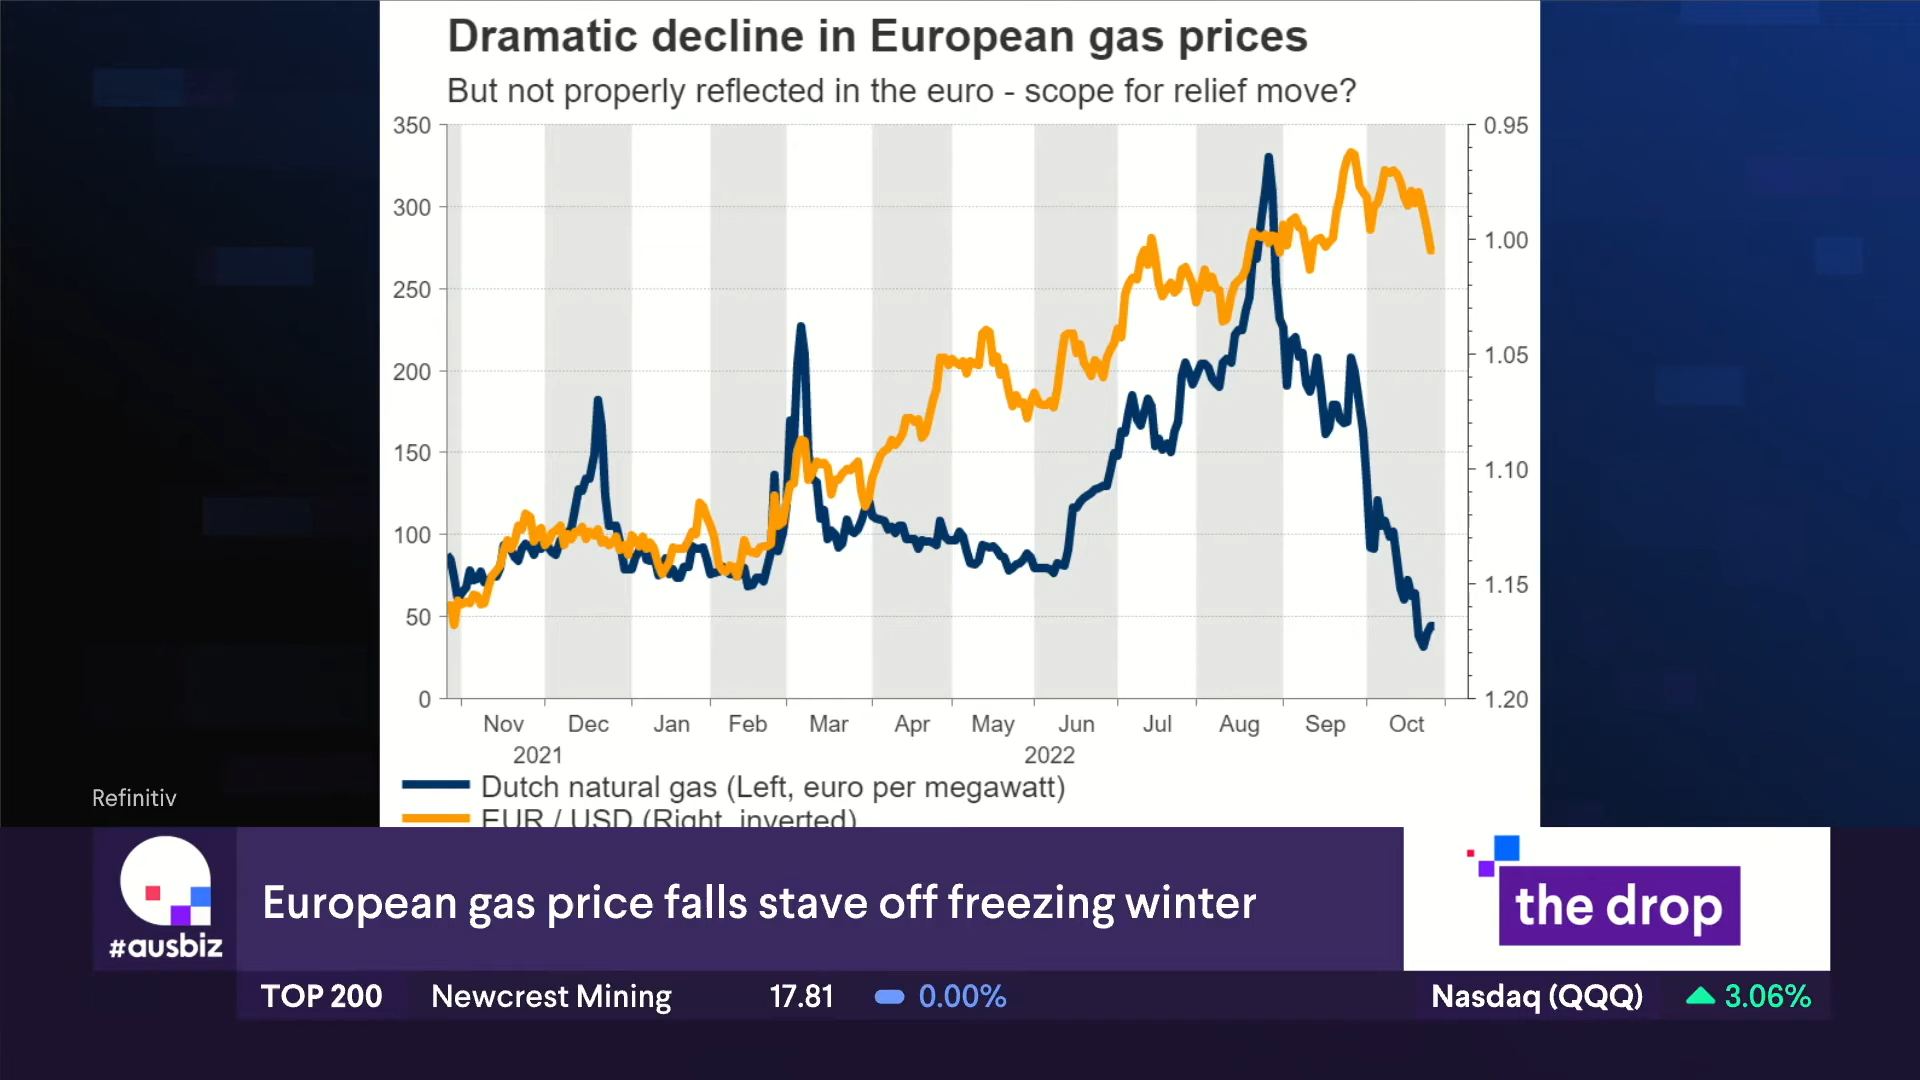 Dramatic decline in European gas prices
But not properly reflected in the euro - scope for relief move?
350
300
250
200
150
100
50
0
0.95
1.00
1.05
1.10
1.15
1.20
Nov Dec Jan Feb Mar Apr May Jun Jul Aug Sep Oct
2021 2022
Dutch natural gas (Left, euro per megawatt)
EUR / USD (Right, inverted)
Refinitiv
#ausbiz
European gas price falls stave off freezing winter
the drop
TOP 200 Newcrest Mining 17.81 0.00% Nasdaq (QQQ) 3.06%